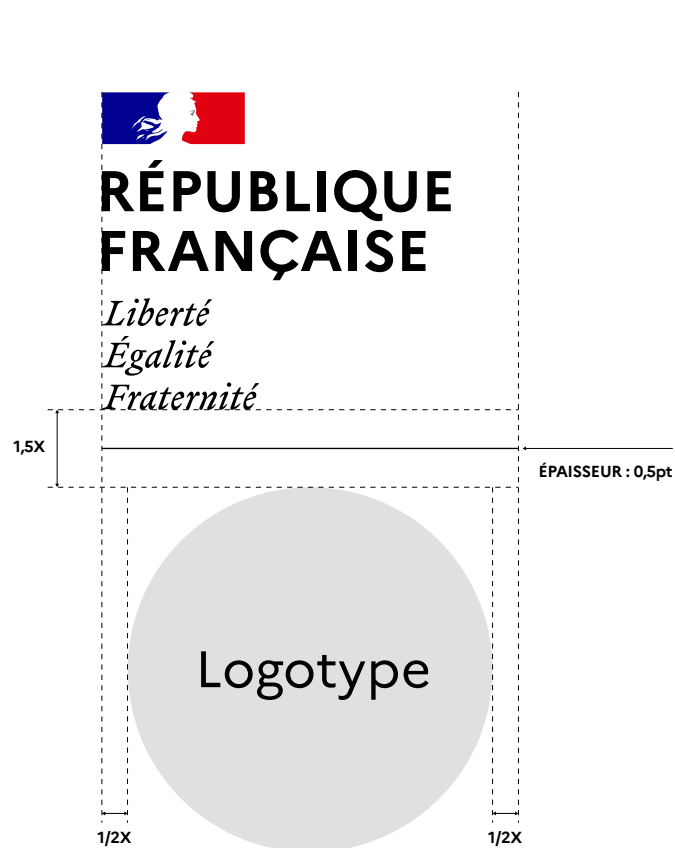 RÉPUBLIQUE
FRANÇAISE
Liberté
Égalité
Fraternité
1,5X
ÉPAISSEUR : 0,5pt
Logotype
1/2X
1/2X